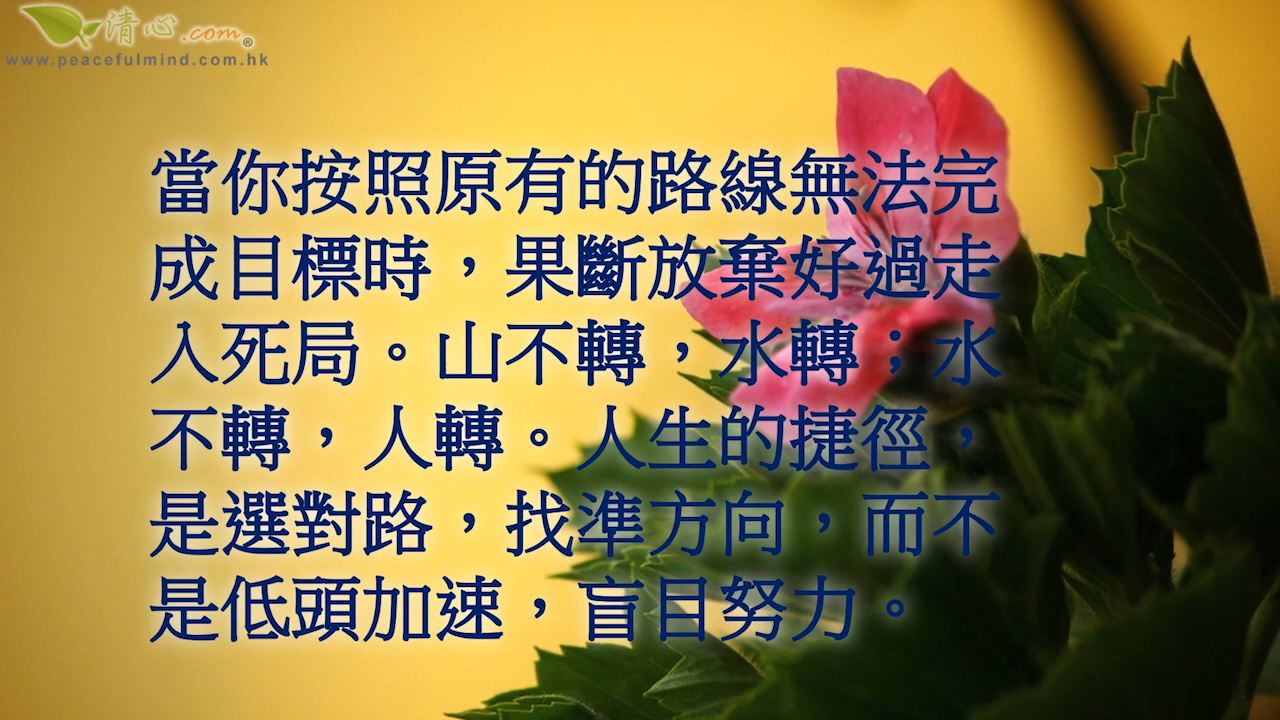 清心.com®
www.peacefulmind.com.hk
當你按照原有的路線無法完
成目標時，果斷放棄好過走
入死局。山不轉，水轉；水
不轉，人轉。人生的捷徑，
是選對路，找準方向，而不
是低頭加速，盲目努力。